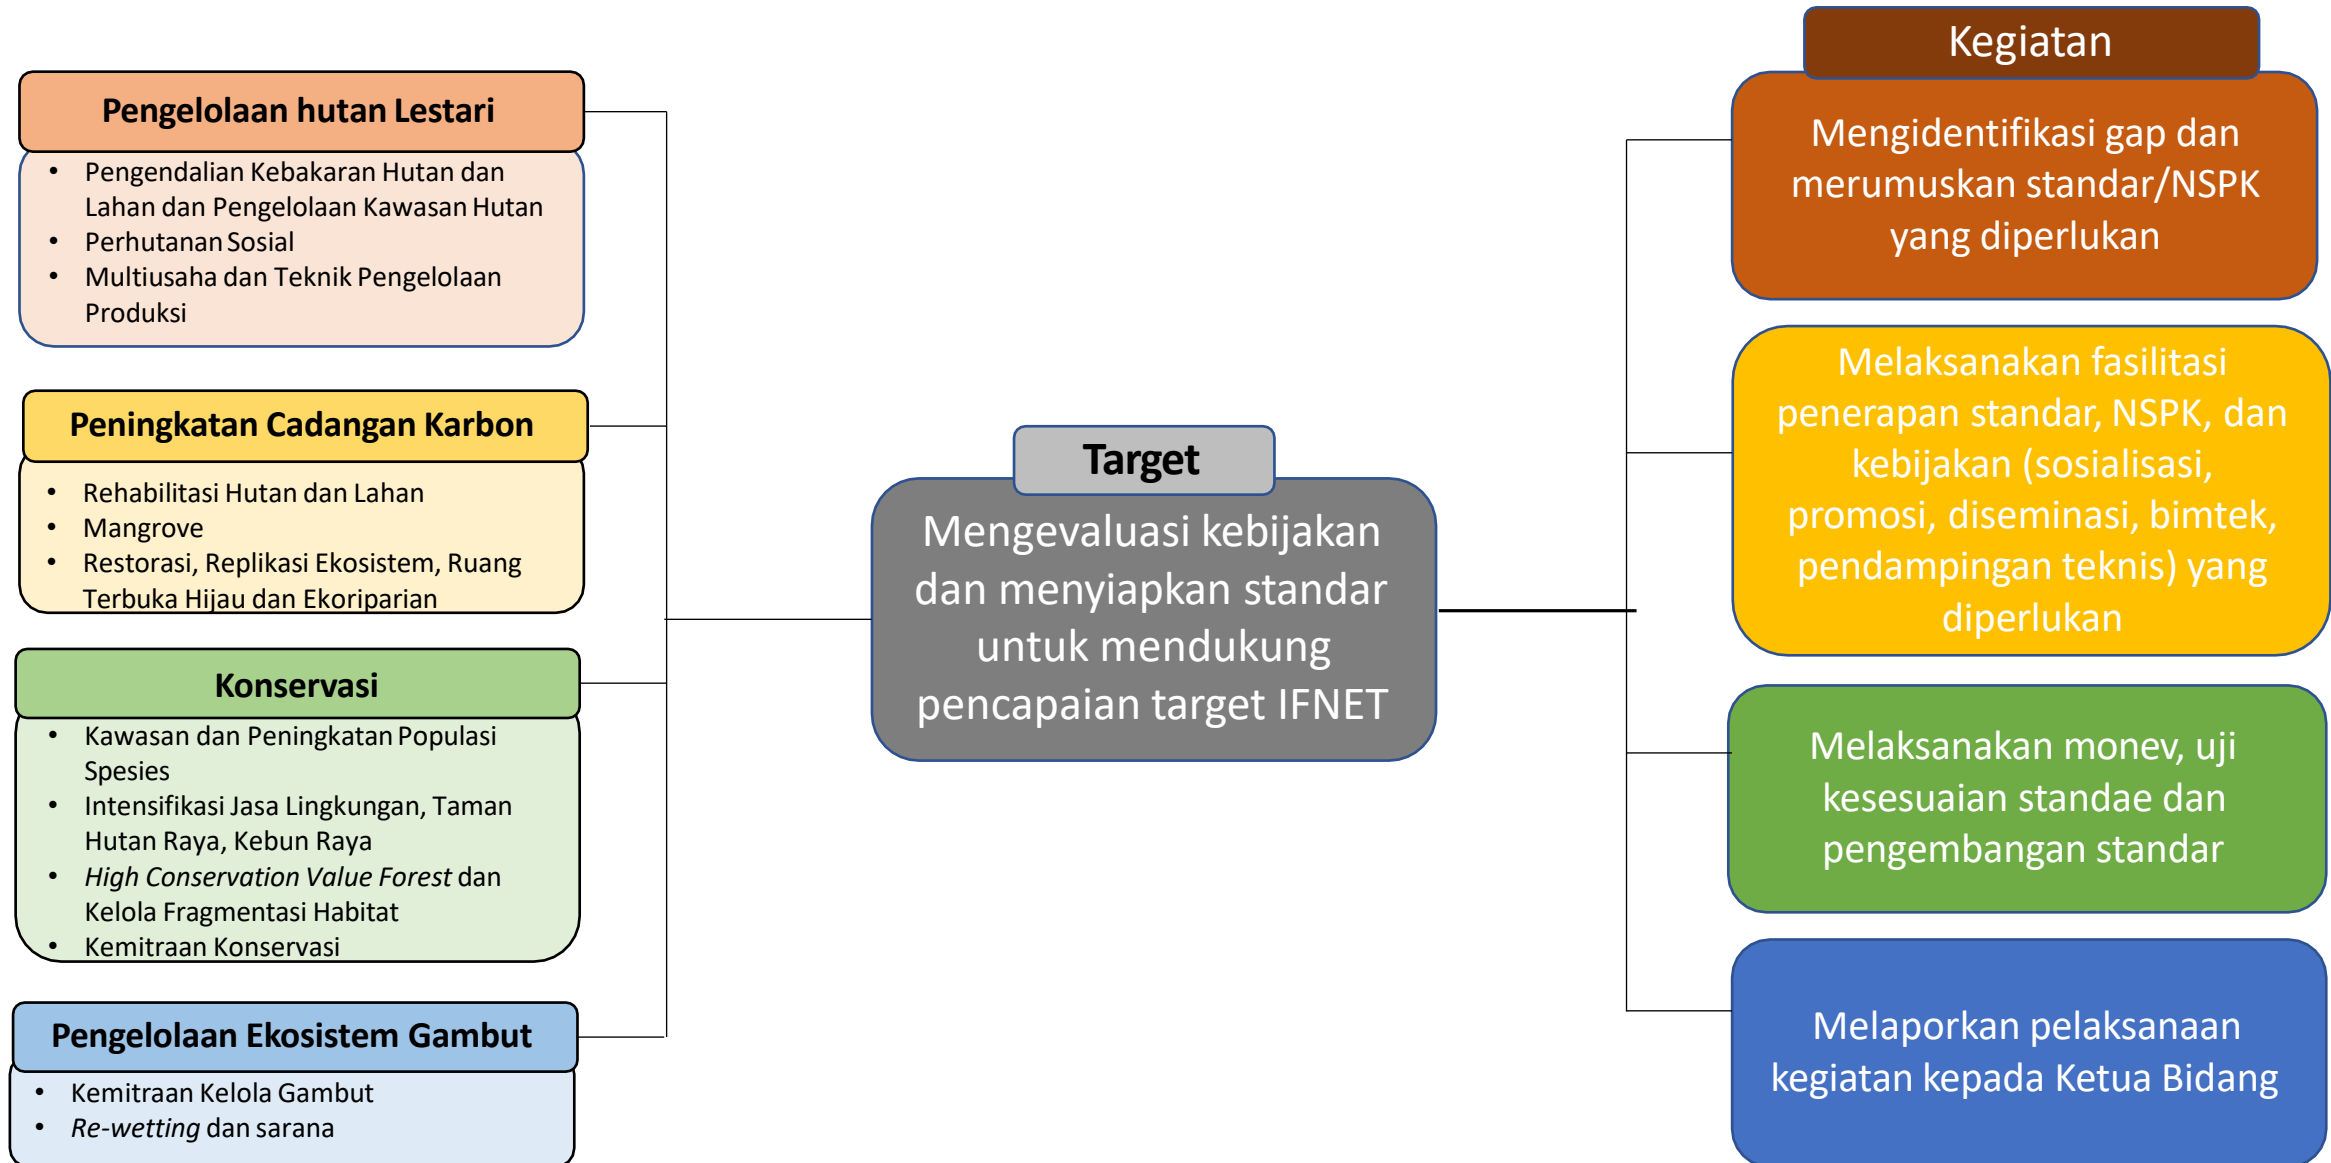 Pengelolaan hutan Lestari
• Pengendalian Kebakaran Hutan dan
Lahan dan Pengelolaan Kawasan Hutan
• Perhutanan Sosial
• Multiusaha dan Teknik Pengelolaan
Produksi
Peningkatan Cadangan Karbon
• Rehabilitasi Hutan dan Lahan
• Mangrove
• Restorasi, Replikasi Ekosistem, Ruang
Terbuka Hijau dan Ekoriparian
Konservasi
• Kawasan dan Peningkatan Populasi
Spesies
• Intensifikasi Jasa Lingkungan, Taman
Hutan Raya, Kebun Raya
• High Conservation Value Forest dan
Kelola Fragmentasi Habitat
• Kemitraan Konservasi
Pengelolaan Ekosistem Gambut
• Kemitraan Kelola Gambut
• Re-wetting dan sarana
Target
Mengevaluasi kebijakan
dan menyiapkan standar
untuk mendukung
pencapaian target IFNET
Kegiatan
Mengidentifikasi gap dan
merumuskan standar/NSPK
yang diperlukan
Melaksanakan fasilitasi
penerapan standar, NSPK, dan
kebijakan (sosialisasi,
promosi, diseminasi, bimtek,
pendampingan teknis) yang
diperlukan
Melaksanakan monev, uji
kesesuaian standae dan
pengembangan standar
Melaporkan pelaksanaan
kegiatan kepada Ketua Bidang